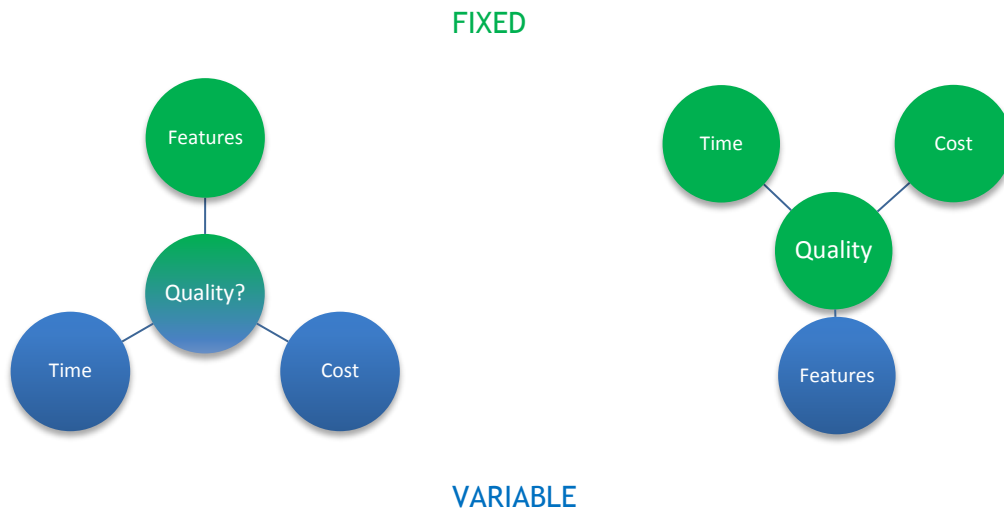 FIXED
Features
Quality?
Time
Cost
Time
Cost
Quality
Features
VARIABLE